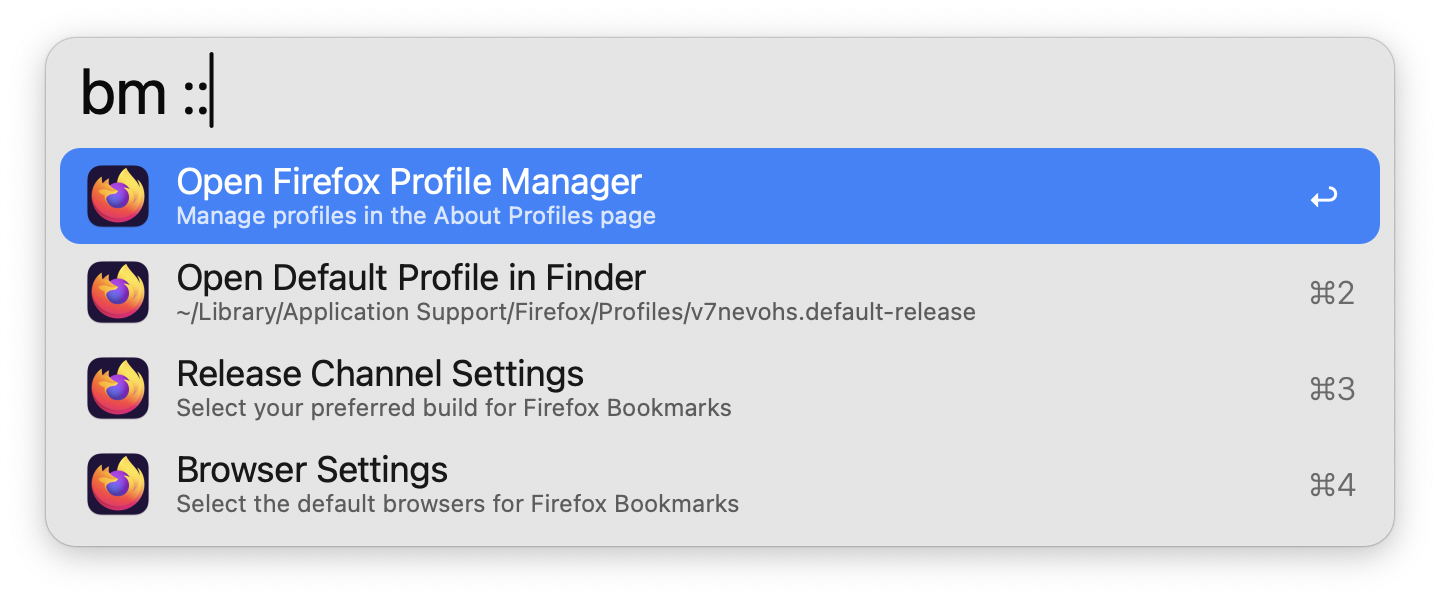 bm ::
Open Firefox Profile Manager
Manage profiles in the About Profiles page
Open Default Profile in Finder
⌘2
~/Library/Application Support/Firefox/Profiles/v7nevohs.default-release
Release Channel Settings
⌘3
Select your preferred build for Firefox Bookmarks
Browser Settings
⌘4
Select the default browsers for Firefox Bookmarks